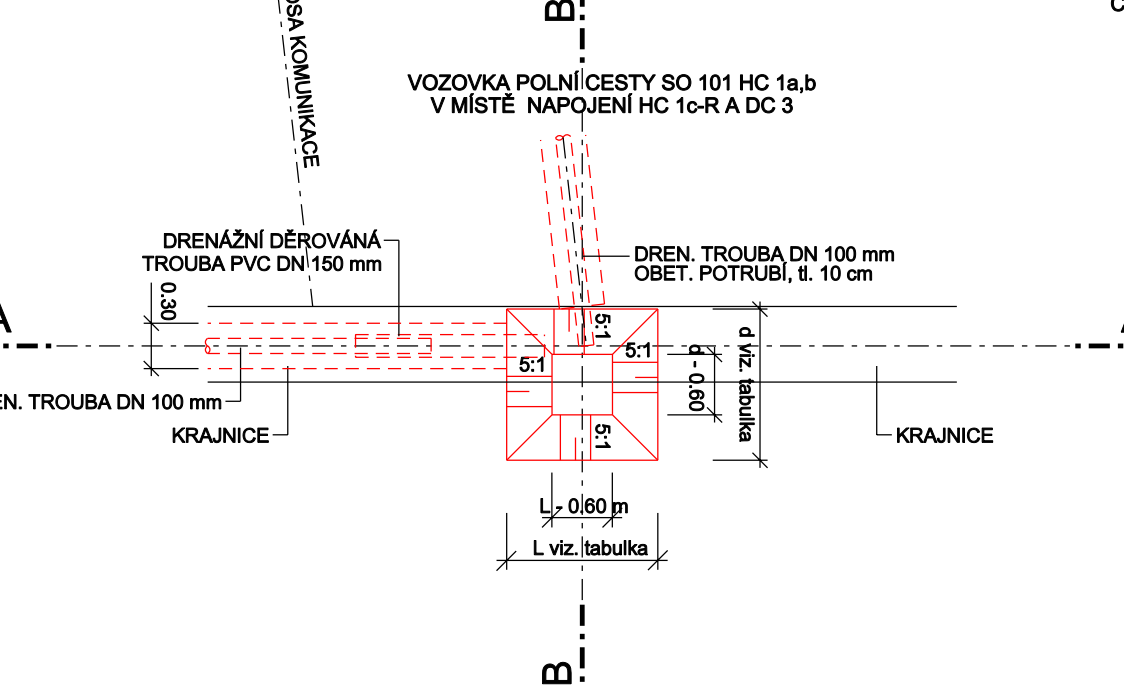 B
OSA KOMUNIKACE
VOZOVKA POLNÍ CESTY SO 101 HC 1a,b
V MÍSTĚ NAPOJENÍ HC 1c-R A DC 3
DRENÁŽNÍ DĚROVANÁ
TROUBA PVC DN 150 mm
DREN. TROUBA DN 100 mm
OBET. POTRUBÍ, tl. 10 cm
0.30
A
5:1
5:1
5:1
d - 0.60
d viz. tabulka
EN. TROUBA DN 100 mm
KRAJNICE
5:1
KRAJNICE
L - 0.60 m
L viz. tabulka
B